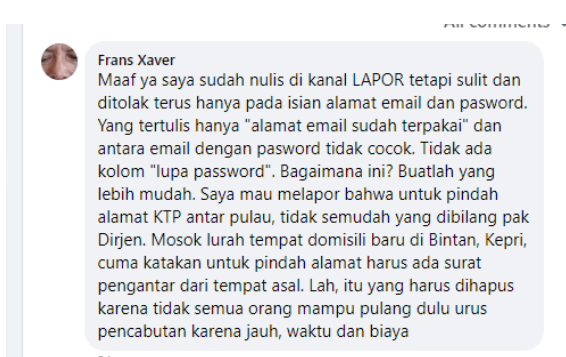 All comments
Frans Xaver
Maaf ya saya sudah nulis di kanal LAPOR tetapi sulit dan
ditolak terus hanya pada isian alamat email dan pasword.
Yang tertulis hanya "alamat email sudah terpakai" dan
antara email dengan pasword tidak cocok. Tidak ada
kolom "lupa password". Bagaimana ini? Buatlah yang
lebih mudah. Saya mau melapor bahwa untuk pindah
alamat KTP antar pulau, tidak semudah yang dibilang pak
Dirjen. Mosok lurah tempat domisili baru di Bintan, Kepri,
cuma katakan untuk pindah alamat harus ada surat
pengantar dari tempat asal. Lah, itu yang harus dihapus
karena tidak semua orang mampu pulang dulu urus
pencabutan karena jauh, waktu dan biaya